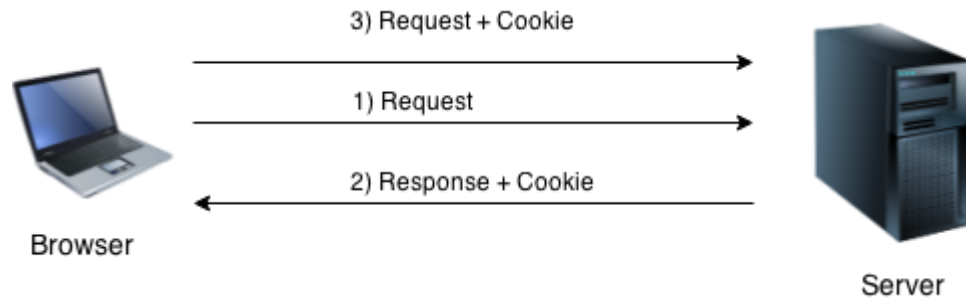 3) Request + Cookie
1) Request
2) Response + Cookie
Browser
Server